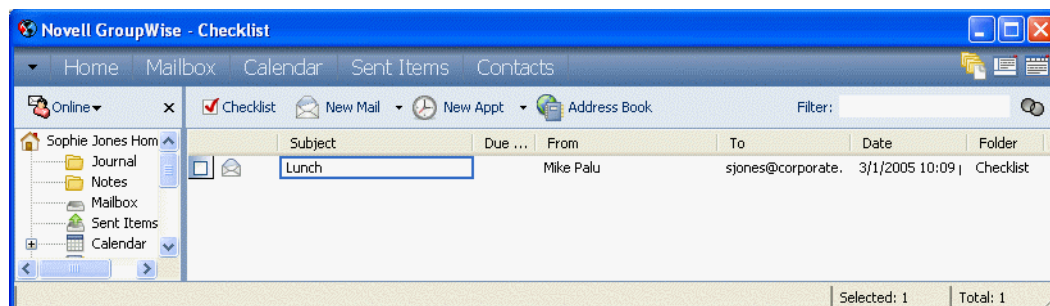 Novell GroupWise - Checklist
Home Mailbox Calendar Sent Items Contacts
Online x Checklist New Mail New Appt Address Book Filter:
Sophie Jones Hom Subject Due ... From To Date Folder
Journal Lunch Mike Palu sjones@corporate. 3/1/2005 10:09 Checklist
Notes
Mailbox
Sent Items
Calendar
Selected: 1 Total: 1